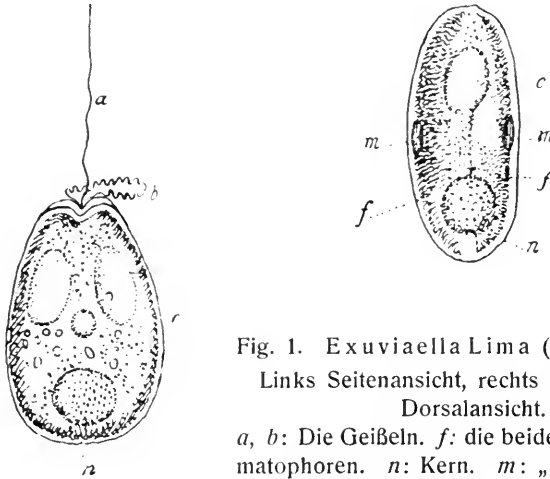 a
b
c
m
m
f
f
n
n
Fig. 1. Exuviaella Lima (
Links Seitenansicht, rechts
Dorsalansicht.
a, b: Die Geißeln. f: die beide
matophoren. n: Kern. m: „